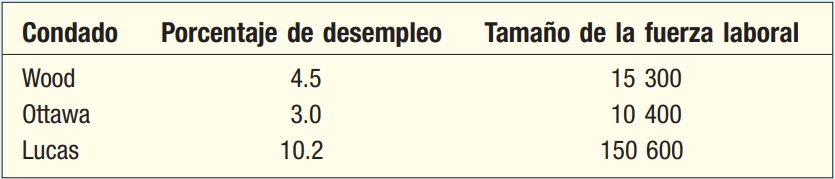 Condado Porcentaje de desempleo Tamaño de la fuerza laboral
Wood 4.5 15 300
Ottawa 3.0 10 400
Lucas 10.2 150 600